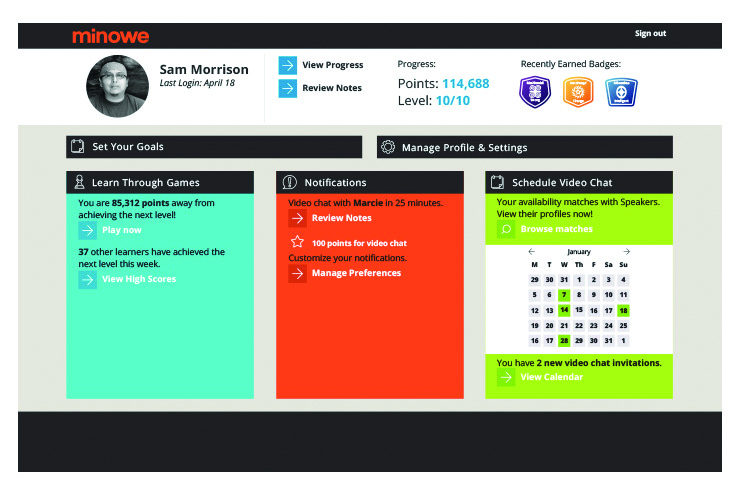 minowe
Sign out
Sam Morrison
Last Login: April 18
View Progress
Review Notes
Progress:
Points: 114,688
Level: 10/10
Recently Earned Badges:
Set Your Goals
Manage Profile & Settings
Learn Through Games
You are 85,312 points away from
achieving the next level!
Play now
37 other learners have achieved the
next level this week.
View High Scores
Notifications
Video chat with Marcie in 25 minutes.
Review Notes
100 points for video chat
Customize your notifications.
Manage Preferences
Schedule Video Chat
Your availability matches with Speakers.
View their profiles now!
Browse matches
January
M T W Th F Sa Su
29 30 31 1 2 3 4
5 6 7 8 9 10 11
12 13 14 15 16 17 18
19 20 21 22 23 24 25
16 17 28 29 30 31 1
You have 2 new video chat invitations.
View Calendar